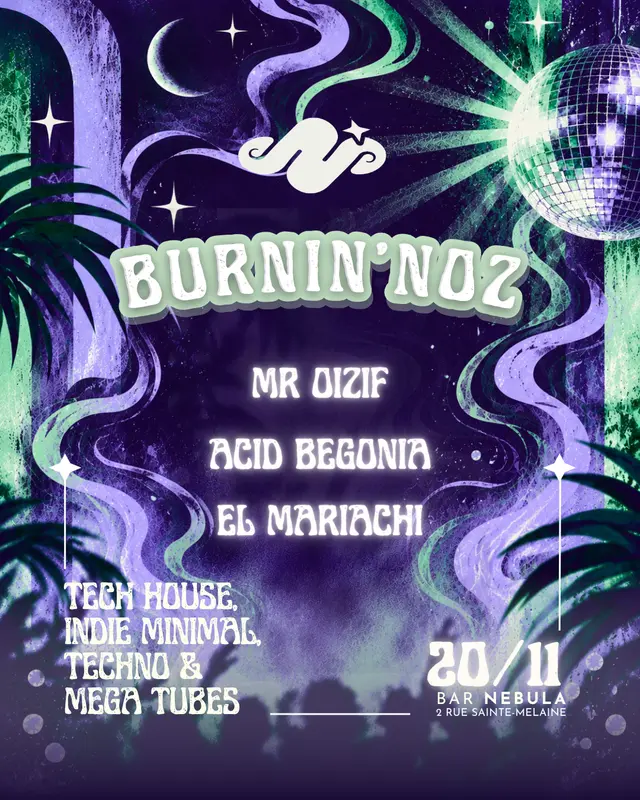 BURNIN'NOZ
MR OIZIF
ACID BEGONIA
EL MARIACHI
TECH HOUSE,
INDIE MINIMAL,
TECHNO &
MEGA TUBES
20/11
BAR NEBULA
2 RUE SAINTE-MELAINE